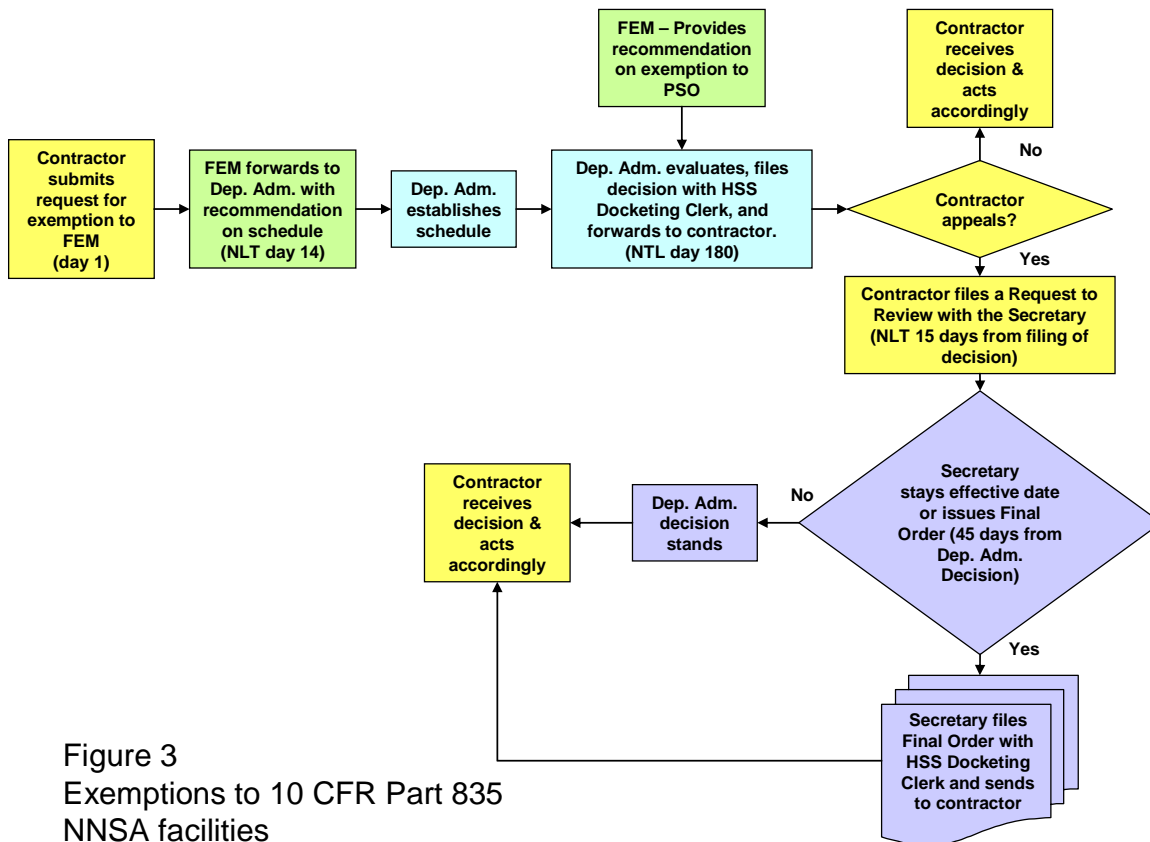 FEM – Provides
recommendation
on exemption to
PSO
Contractor
receives
decision &
acts
accordingly
Contractor
submits
request for
exemption to
FEM
(day 1)
FEM forwards to
Dep. Adm. with
recommendation
on schedule
(NLT day 14)
Dep. Adm.
establishes
schedule
Dep. Adm. evaluates, files
decision with HSS
Docketing Clerk, and
forwards to contractor.
(NTL day 180)
No
Contractor
appeals?
Yes
Contractor files a Request to
Review with the Secretary
(NLT 15 days from filing of
decision)
Secretary
stays effective date
or issues Final
Order (45 days from
Dep. Adm.
Decision)
No
Dep. Adm.
decision
stands
Contractor
receives
decision &
acts
accordingly
Yes
Secretary files
Final Order with
HSS Docketing
Clerk and sends
to contractor
Figure 3
Exemptions to 10 CFR Part 835
NNSA facilities